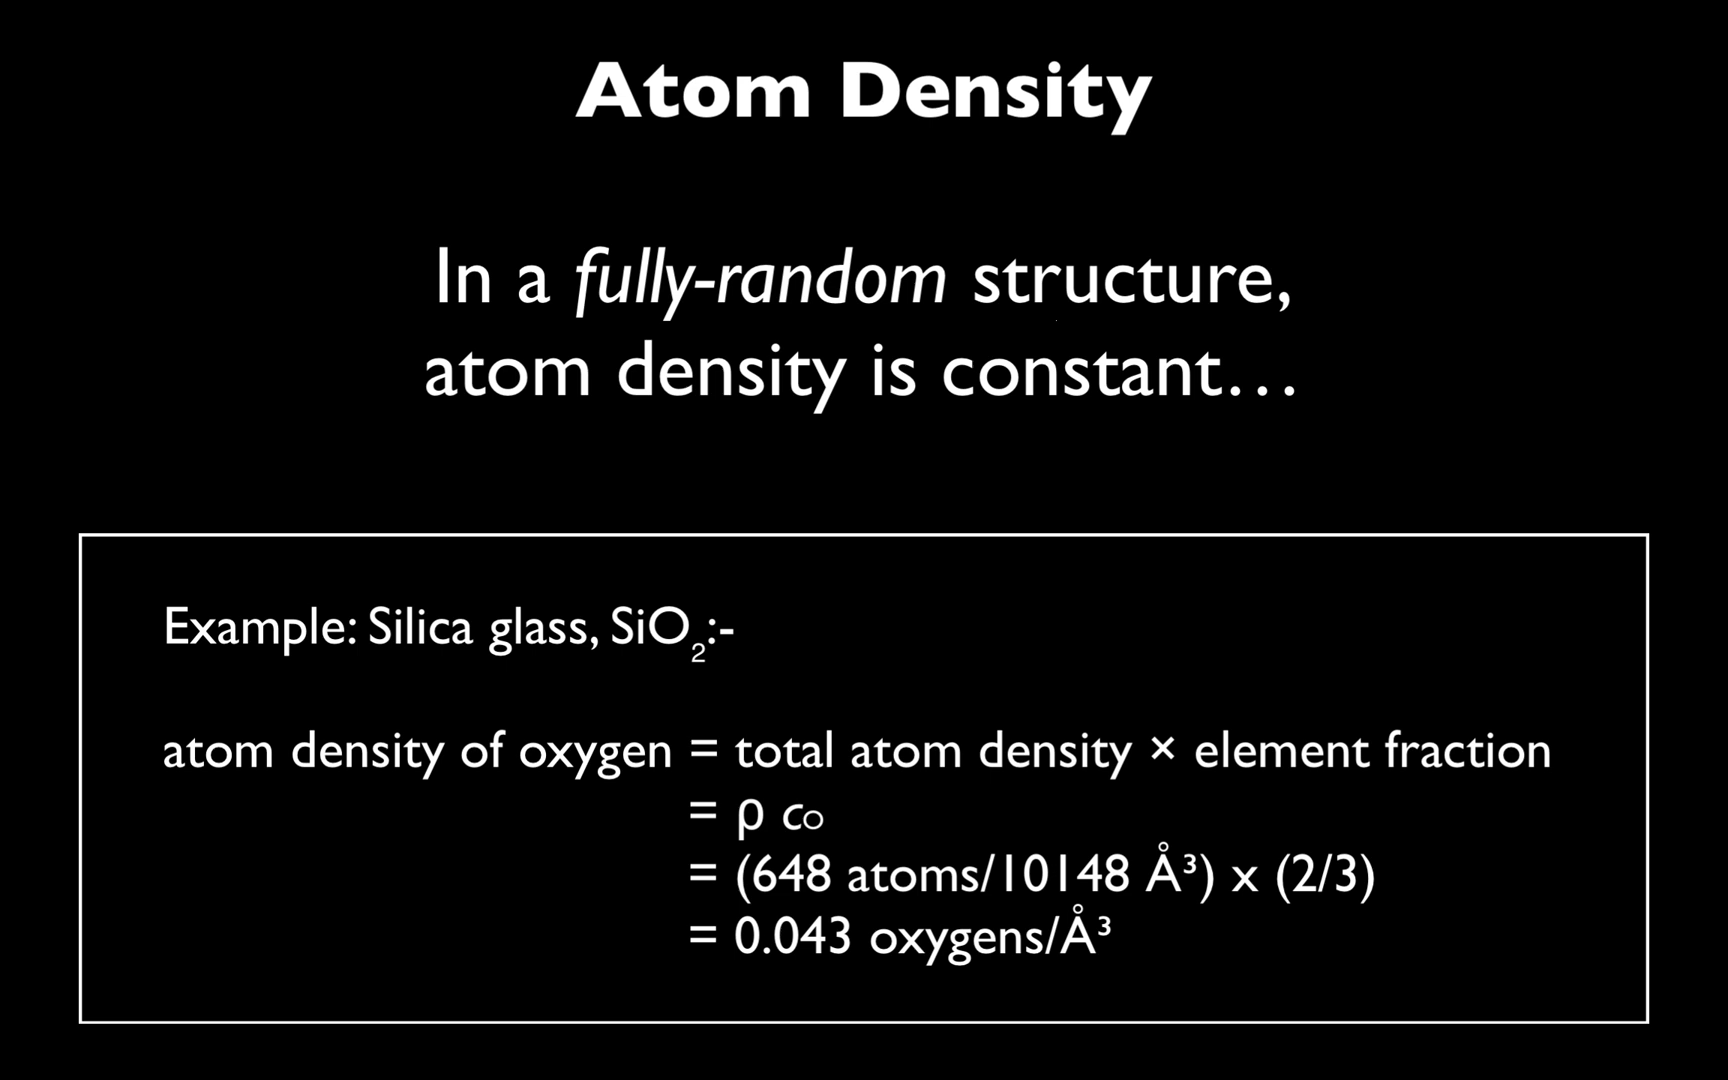 Atom Density
In a fully-random structure,
atom density is constant…
Example: Silica glass, SiO₂:-
atom density of oxygen = total atom density × element fraction
= ρ cO
= (648 atoms/10148 Å³) x (2/3)
= 0.043 oxygens/Å³